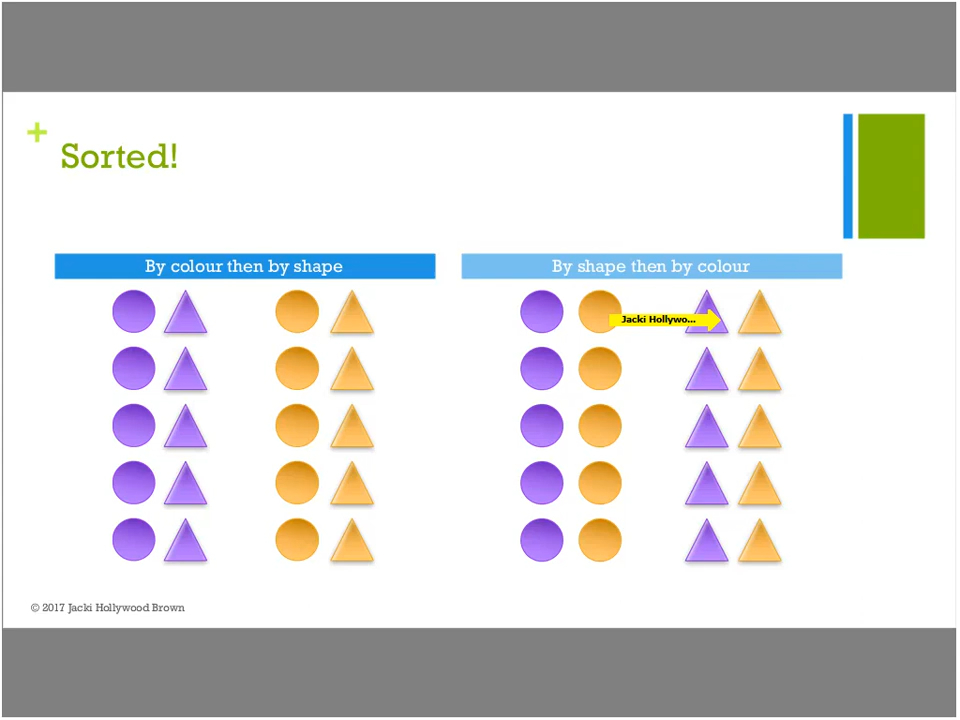 +
Sorted!
By colour then by shape
By shape then by colour
Jacki Hollywo...
© 2017 Jacki Hollywood Brown